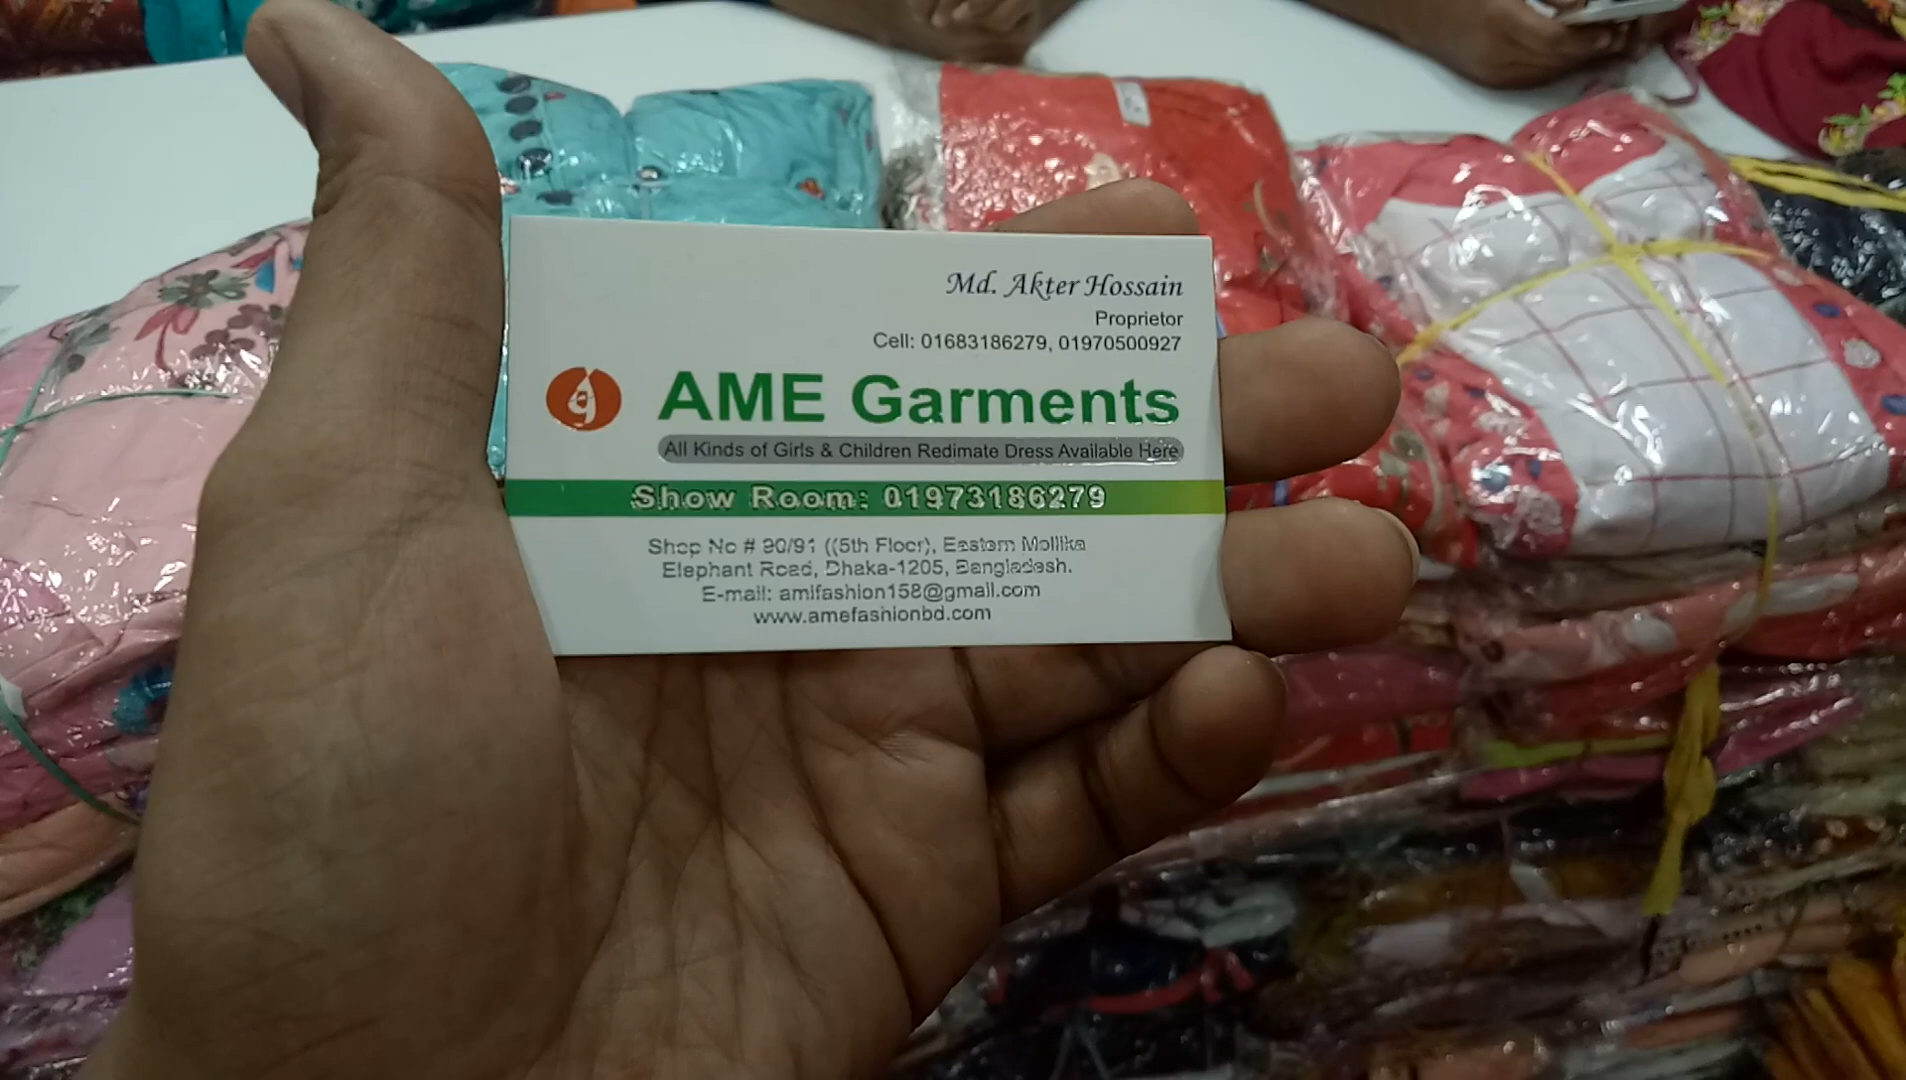 Md. Akter Hossain
Proprietor
Cell: 01683186279, 01970500927
AME Garments
All Kinds of Girls & Children Redimate Dress Available Here
Show Room: 01973186279
Shop No # 90/91 ((5th Floor), Eastern Mollika
Elephant Road, Dhaka-1205, Bangladesh.
E-mail: amifashion158@gmail.com
www.amefashionbd.com